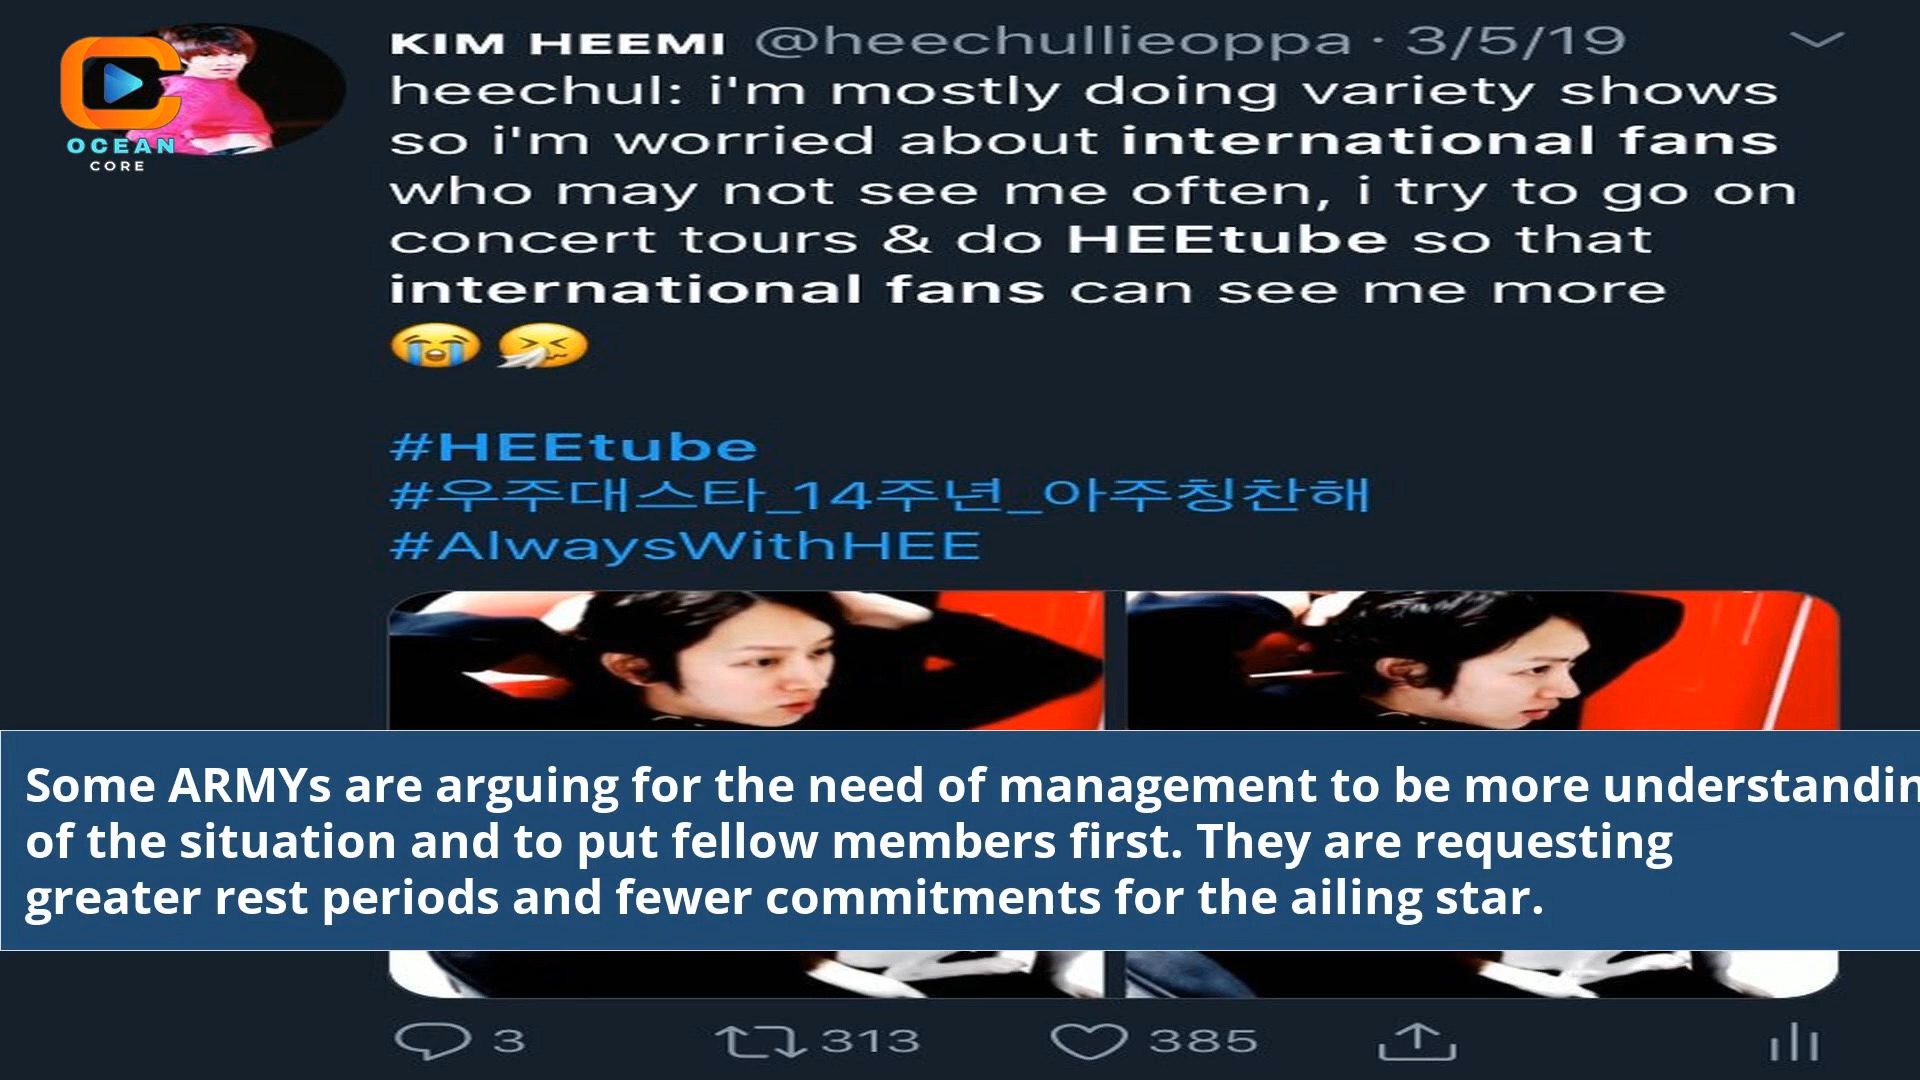 KIM HEEMI @heechullieoppa · 3/5/19
heechul: i'm mostly doing variety shows
so i'm worried about international fans
who may not see me often, i try to go on
concert tours & do HEEtube so that
international fans can see me more
😭 🤧
#HEEtube
#우주대스타_14주년_아주칭찬해
#AlwaysWithHEE
OCEAN
CORE
Some ARMYs are arguing for the need of management to be more understandin
of the situation and to put fellow members first. They are requesting
greater rest periods and fewer commitments for the ailing star.
3 313 385